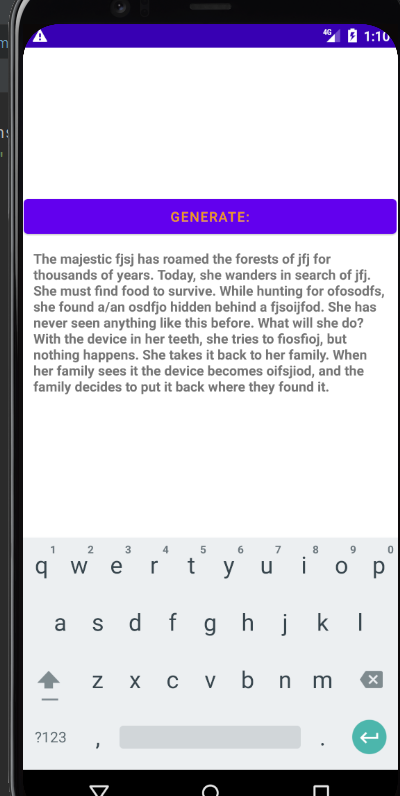 4G 1:10
GENERATE:
The majestic fjsj has roamed the forests of jfj for
thousands of years. Today, she wanders in search of jfj.
She must find food to survive. While hunting for ofosodfs,
she found a/an osdfjo hidden behind a fjsoijfod. She has
never seen anything like this before. What will she do?
With the device in her teeth, she tries to fiosfioj, but
nothing happens. She takes it back to her family. When
her family sees it the device becomes oifsjiod, and the
family decides to put it back where they found it.
1 2 3 4 5 6 7 8 9 0
q w e r t y u i o p
a s d f g h j k l
z x c v b n m
?123 , .